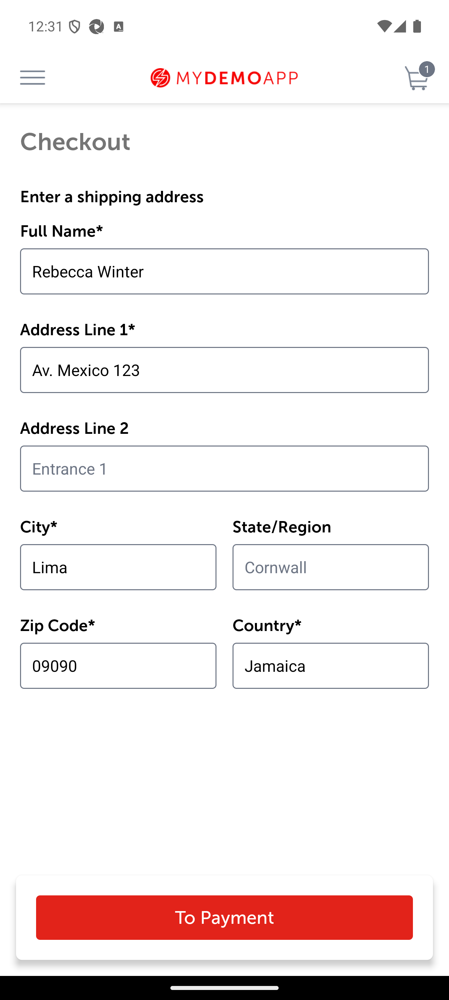 12:31
MYDEMOAPP
1
Checkout
Enter a shipping address
Full Name*
Rebecca Winter
Address Line 1*
Av. Mexico 123
Address Line 2
Entrance 1
City*
State/Region
Lima
Cornwall
Zip Code*
Country*
09090
Jamaica
To Payment